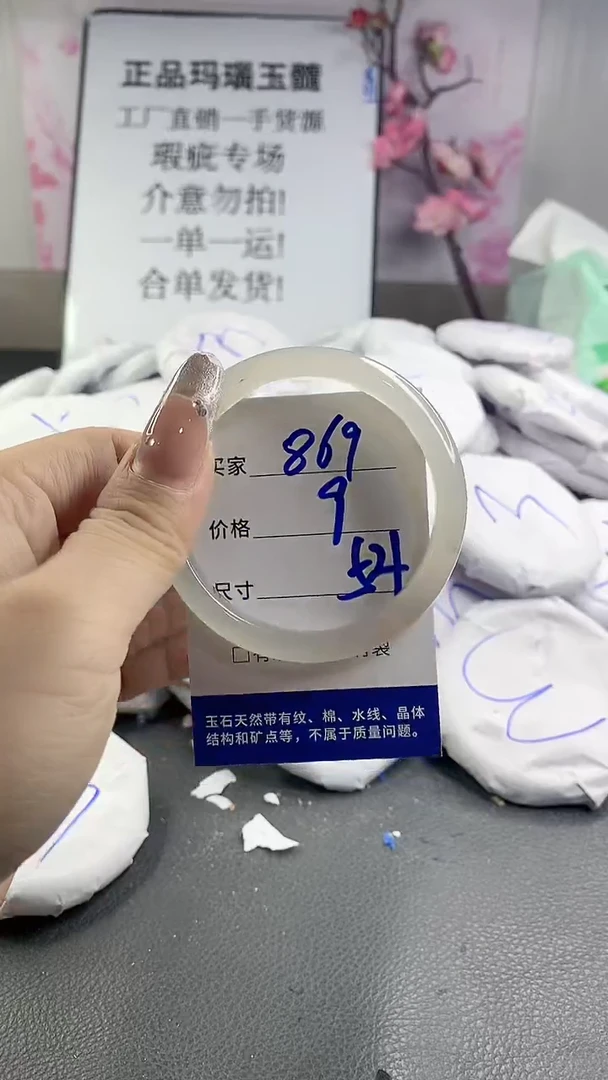 正品玛瑙玉髓
工厂直销一手货源
瑕疵专场
介意勿拍!
一单一运!
合单发货!
买家 869
价格 9
尺寸 54
玉石天然带有纹、棉、水线、晶体
结构和矿点等，不属于质量问题。